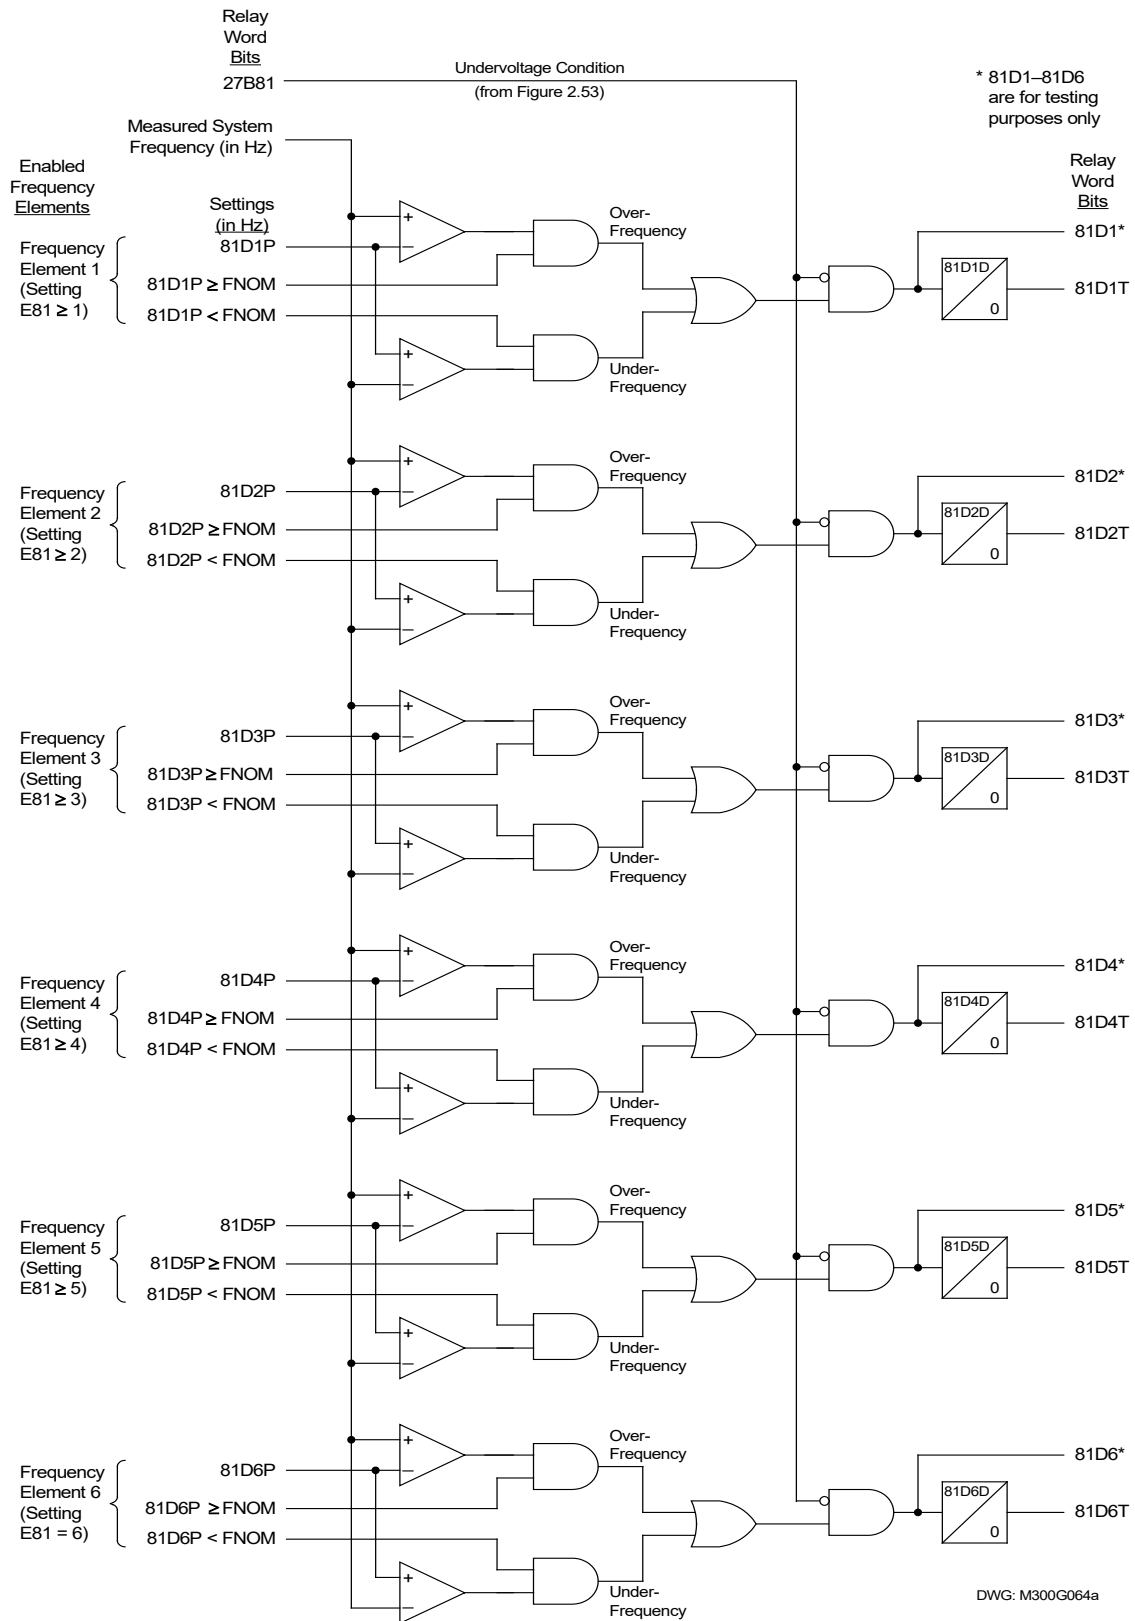 Relay
Word
Bits
27B81
Undervoltage Condition
(from Figure 2.53)
* 81D1–81D6
are for testing
purposes only
Measured System
Frequency (in Hz)
Enabled
Frequency
Elements
Settings
(in Hz)
Relay
Word
Bits
Frequency
Element 1
(Setting
E81 ≥ 1)
81D1P
81D1P ≥ FNOM
81D1P < FNOM
+
–
+
–
Over-
Frequency
Under-
Frequency
81D1D
0
81D1*
81D1T
Frequency
Element 2
(Setting
E81 ≥ 2)
81D2P
81D2P ≥ FNOM
81D2P < FNOM
+
–
+
–
Over-
Frequency
Under-
Frequency
81D2D
0
81D2*
81D2T
Frequency
Element 3
(Setting
E81 ≥ 3)
81D3P
81D3P ≥ FNOM
81D3P < FNOM
+
–
+
–
Over-
Frequency
Under-
Frequency
81D3D
0
81D3*
81D3T
Frequency
Element 4
(Setting
E81 ≥ 4)
81D4P
81D4P ≥ FNOM
81D4P < FNOM
+
–
+
–
Over-
Frequency
Under-
Frequency
81D4D
0
81D4*
81D4T
Frequency
Element 5
(Setting
E81 ≥ 5)
81D5P
81D5P ≥ FNOM
81D5P < FNOM
+
–
+
–
Over-
Frequency
Under-
Frequency
81D5D
0
81D5*
81D5T
Frequency
Element 6
(Setting
E81 = 6)
81D6P
81D6P ≥ FNOM
81D6P < FNOM
+
–
+
–
Over-
Frequency
Under-
Frequency
81D6D
0
81D6*
81D6T
DWG: M300G064a